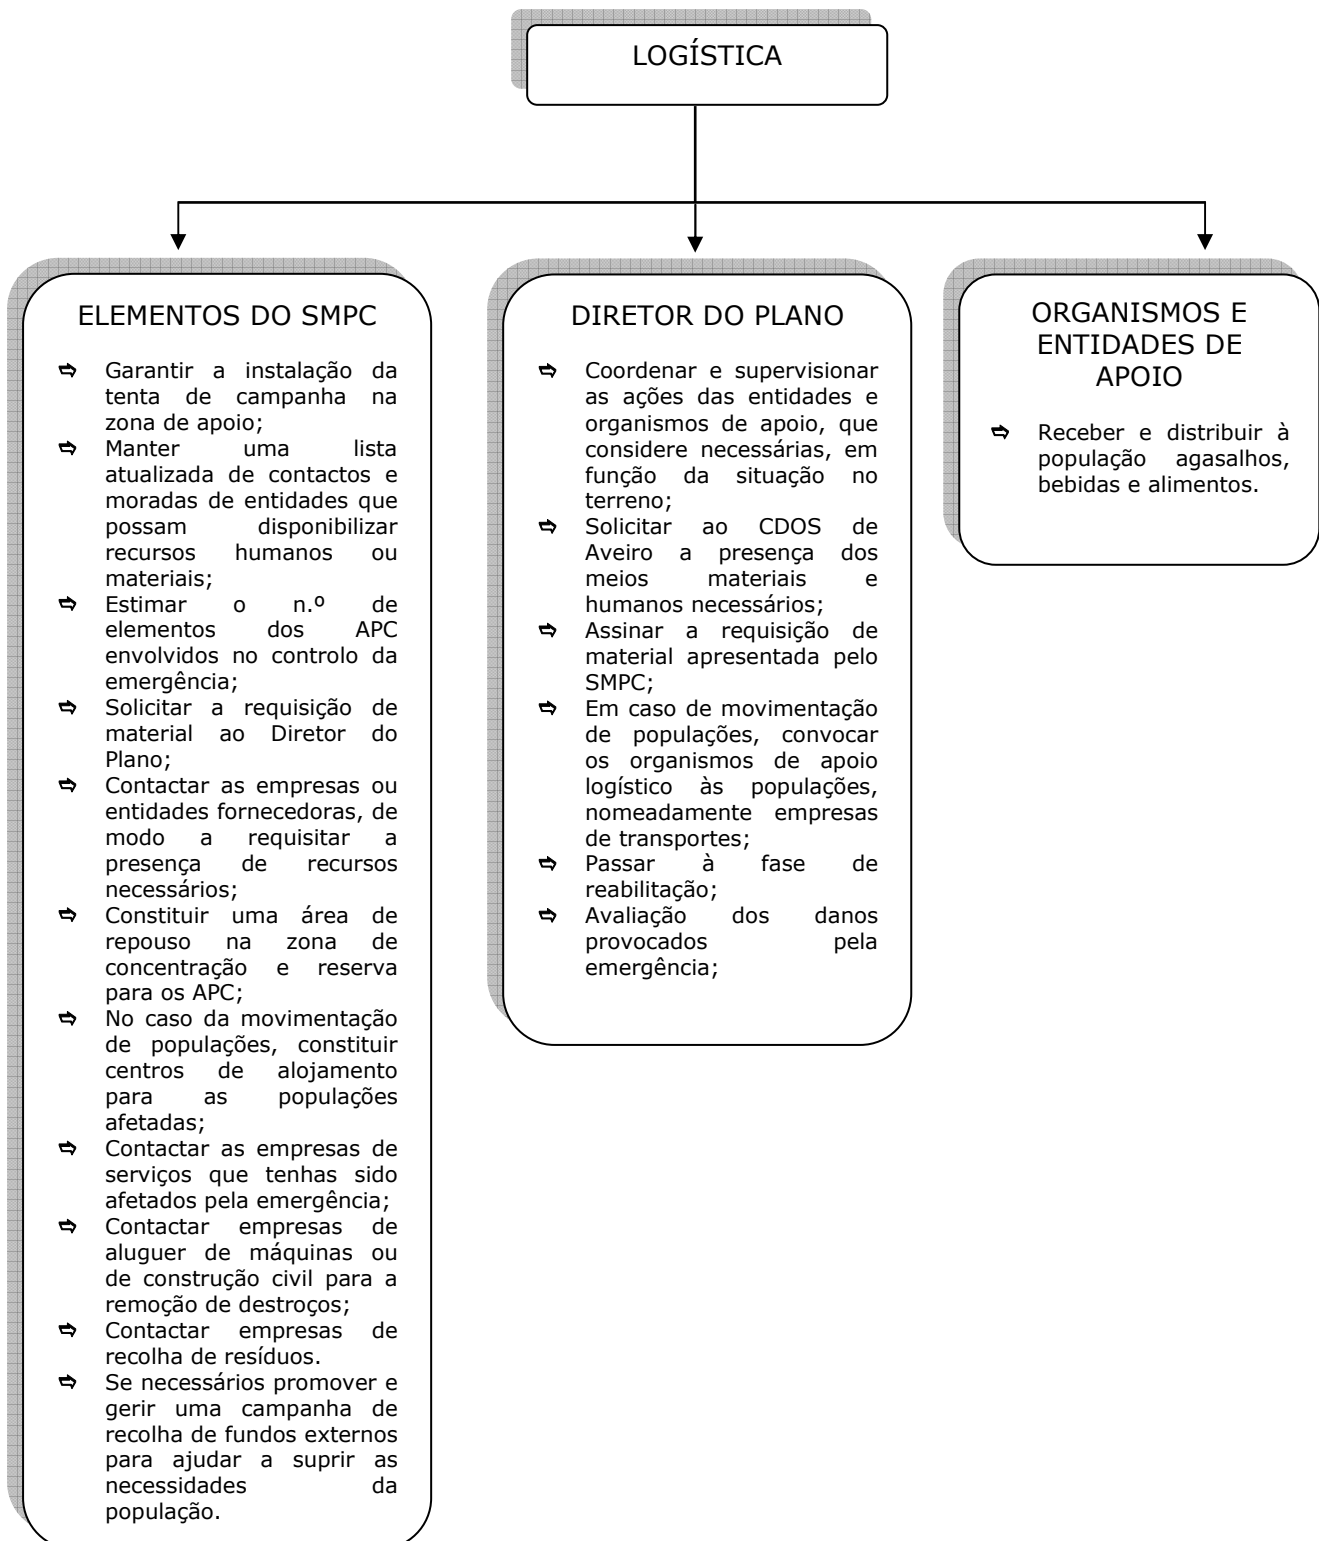 LOGÍSTICA
ELEMENTOS DO SMPC
Garantir a instalação da
tenta de campanha na
zona de apoio;
Manter uma lista
atualizada de contactos e
moradas de entidades que
possam disponibilizar
recursos humanos ou
materiais;
Estimar o n.º de
elementos dos APC
envolvidos no controlo da
emergência;
Solicitar a requisição de
material ao Diretor do
Plano;
Contactar as empresas ou
entidades fornecedoras, de
modo a requisitar a
presença de recursos
necessários;
Constituir uma área de
repouso na zona de
concentração e reserva
para os APC;
No caso da movimentação
de populações, constituir
centros de alojamento
para as populações
afetadas;
Contactar as empresas de
serviços que tenhas sido
afetados pela emergência;
Contactar empresas de
aluguer de máquinas ou
de construção civil para a
remoção de destroços;
Contactar empresas de
recolha de resíduos.
Se necessários promover e
gerir uma campanha de
recolha de fundos externos
para ajudar a suprir as
necessidades da
população.
DIRETOR DO PLANO
Coordenar e supervisionar
as ações das entidades e
organismos de apoio, que
considere necessárias, em
função da situação no
terreno;
Solicitar ao CDOS de
Aveiro a presença dos
meios materiais e
humanos necessários;
Assinar a requisição de
material apresentada pelo
SMPC;
Em caso de movimentação
de populações, convocar
os organismos de apoio
logístico às populações,
nomeadamente empresas
de transportes;
Passar à fase de
reabilitação;
Avaliação dos danos
provocados pela
emergência;
ORGANISMOS E
ENTIDADES DE
APOIO
Receber e distribuir à
população agasalhos,
bebidas e alimentos.